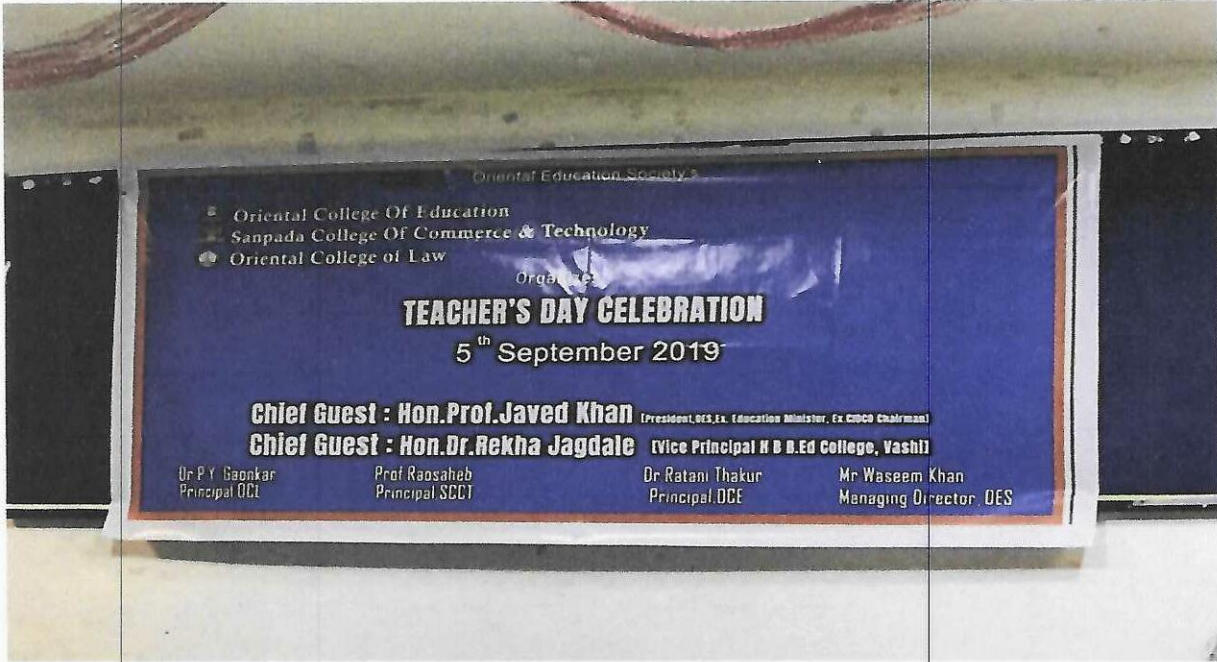 Oriental Education Society's
Oriental College Of Education
Sanpada College Of Commerce & Technology
Oriental College of Law
Organizes
TEACHER'S DAY CELEBRATION
5th September 2019
Chief Guest : Hon.Prof.Javed Khan [President,OES,Ex. Education Minister, Ex CIDCO Chairman]
Chief Guest : Hon.Dr.Rekha Jagdale [Vice Principal H B B.Ed College, Vashi]
Dr P.Y. Gaonkar Prof Raosaheb Dr Ratani Thakur Mr Waseem Khan
Principal OCL Principal SCCT Principal.OCE Managing Director, OES